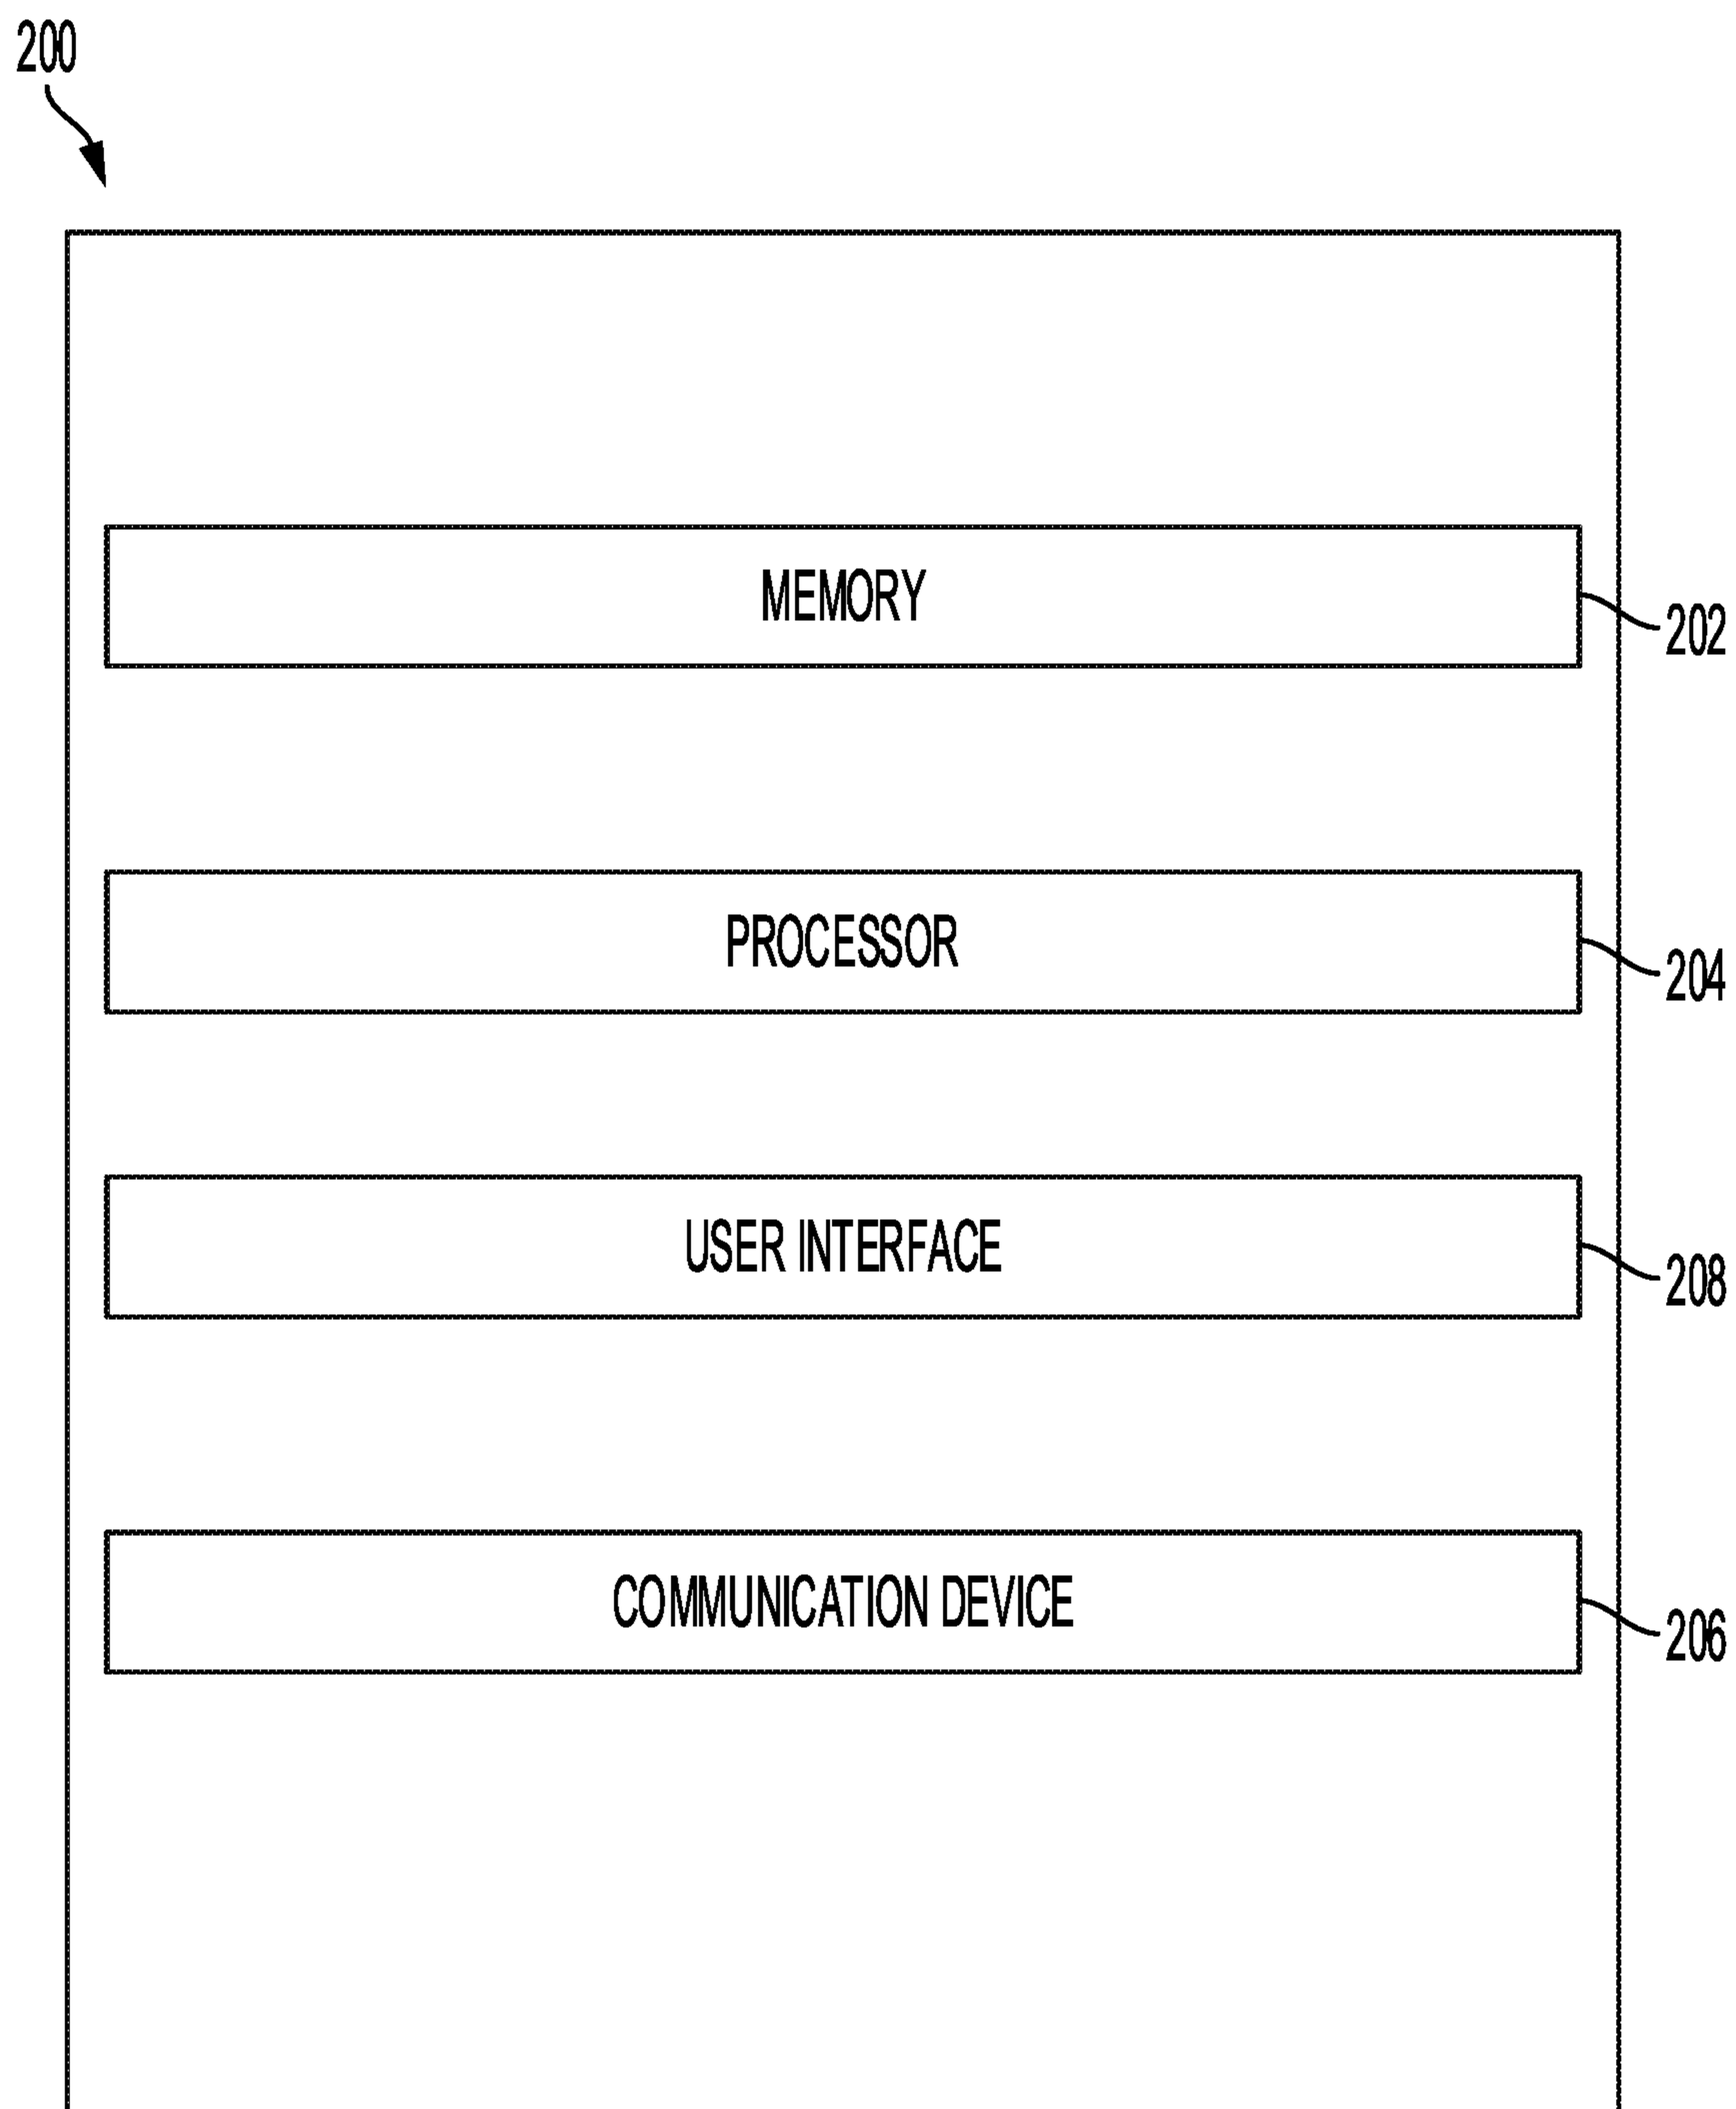 200
MEMORY
202
PROCESSOR
204
USER INTERFACE
208
COMMUNICATION DEVICE
206